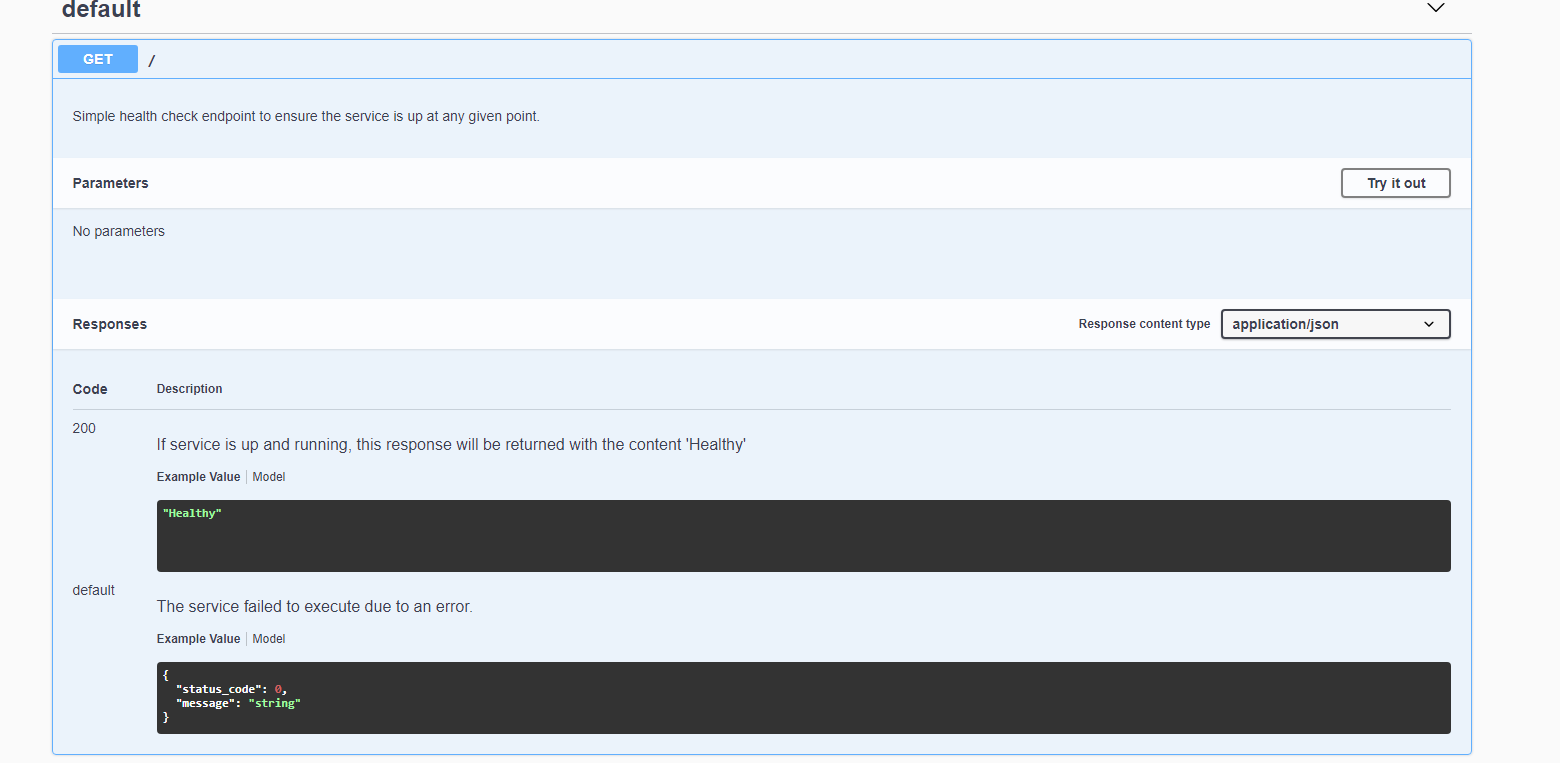 default
GET /
Simple health check endpoint to ensure the service is up at any given point.
Parameters
Try it out
No parameters
Responses
Response content type
application/json
Code Description
200
If service is up and running, this response will be returned with the content 'Healthy'
Example Value Model
"Healthy"
default
The service failed to execute due to an error.
Example Value Model
{
"status_code": 0,
"message": "string"
}